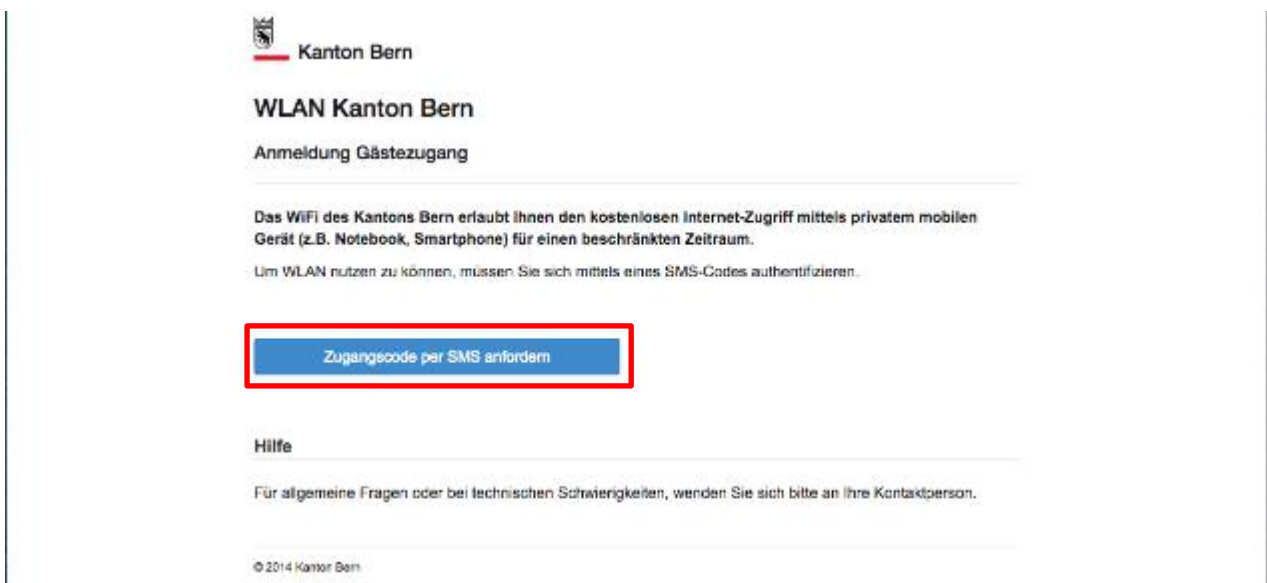 Kanton Bern
WLAN Kanton Bern
Anmeldung Gästezugang
Das WiFi des Kantons Bern erlaubt Ihnen den kostenlosen Internet-Zugriff mittels privatem mobilen
Gerät (z.B. Notebook, Smartphone) für einen beschränkten Zeitraum.
Um WLAN nutzen zu können, müssen Sie sich mittels eines SMS-Codes authentifizieren.
Zugangscode per SMS anfordern
Hilfe
Für allgemeine Fragen oder bei technischen Schwierigkeiten, wenden Sie sich bitte an Ihre Kontaktperson.
© 2014 Kanton Bern